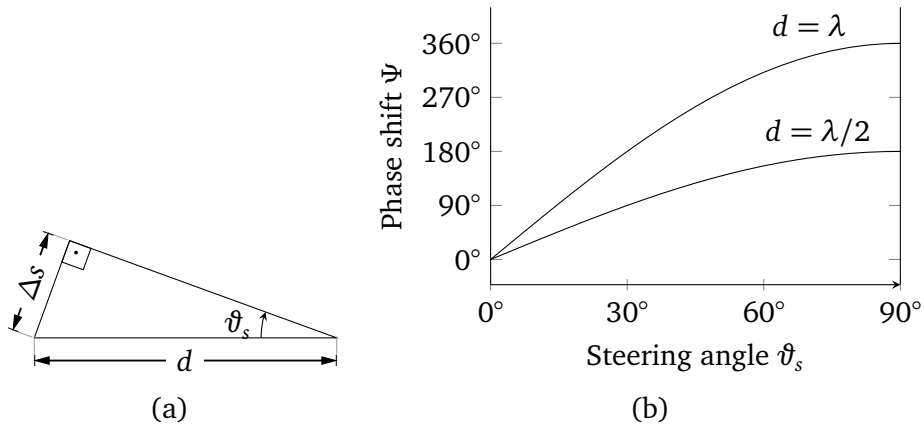 Δs
ϑₛ
d
(a)
Phase shift Ψ
360°
270°
180°
90°
0°
d = λ
d = λ/2
0°
30°
60°
90°
Steering angle ϑₛ
(b)